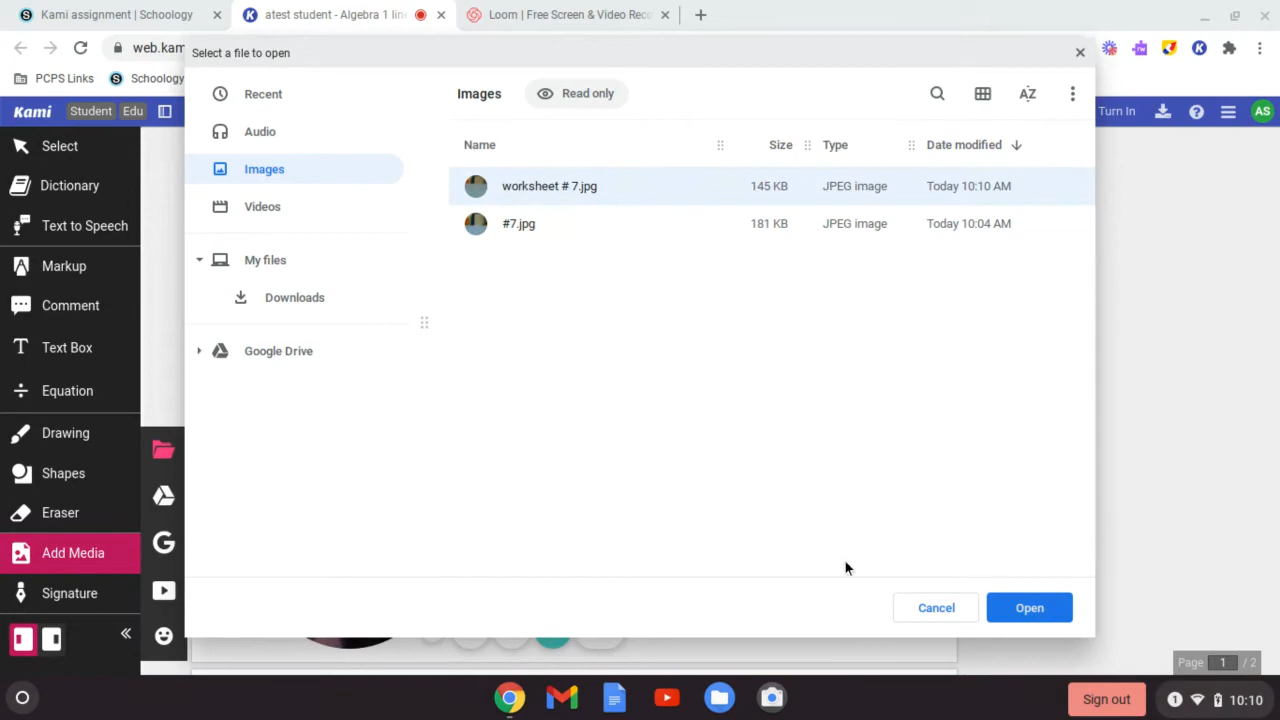 Kami assignment | Schoology
atest student - Algebra 1 line
Loom | Free Screen & Video Reco
web.kam
PCPS Links
Schoology
Select a file to open
Kami
Student
Edu
Turn In
AS
Select
Dictionary
Text to Speech
Markup
Comment
Text Box
Equation
Drawing
Shapes
Eraser
Add Media
Signature
Recent
Audio
Images
Videos
My files
Downloads
Google Drive
Images
Read only
Name
Size
Type
Date modified
worksheet # 7.jpg
145 KB
JPEG image
Today 10:10 AM
#7.jpg
181 KB
JPEG image
Today 10:04 AM
Cancel
Open
Page 1 / 2
Sign out
1
10:10